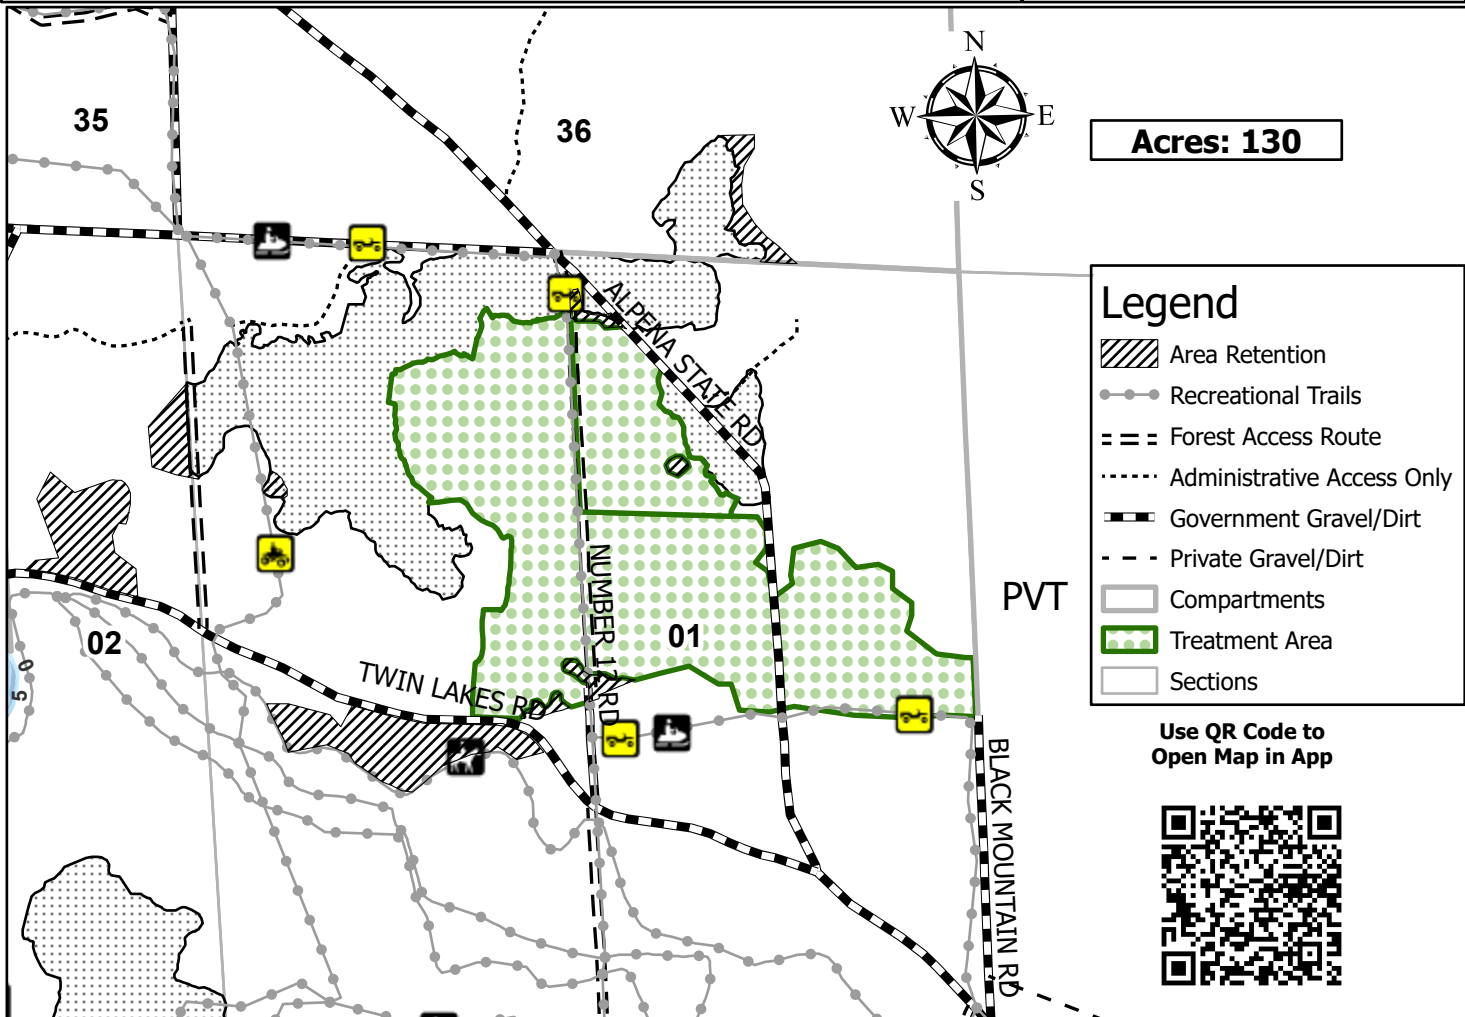 N
W E
S
35
36
Acres: 130
ALPENA STATE RD
Legend
Area Retention
Recreational Trails
Forest Access Route
Administrative Access Only
Government Gravel/Dirt
Private Gravel/Dirt
Compartments
Treatment Area
Sections
PVT
02
01
NUMBER 12 RD
TWIN LAKES RD
50
BLACK MOUNTAIN RD
Use QR Code to
Open Map in App